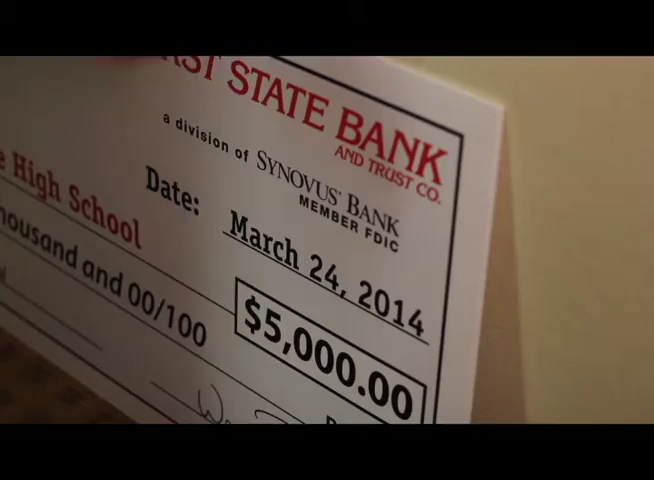 STATE BANK
AND TRUST CO.
a division of SYNOVUS® BANK
MEMBER FDIC
Date: March 24, 2014
High School
$5,000.00
and 00/100